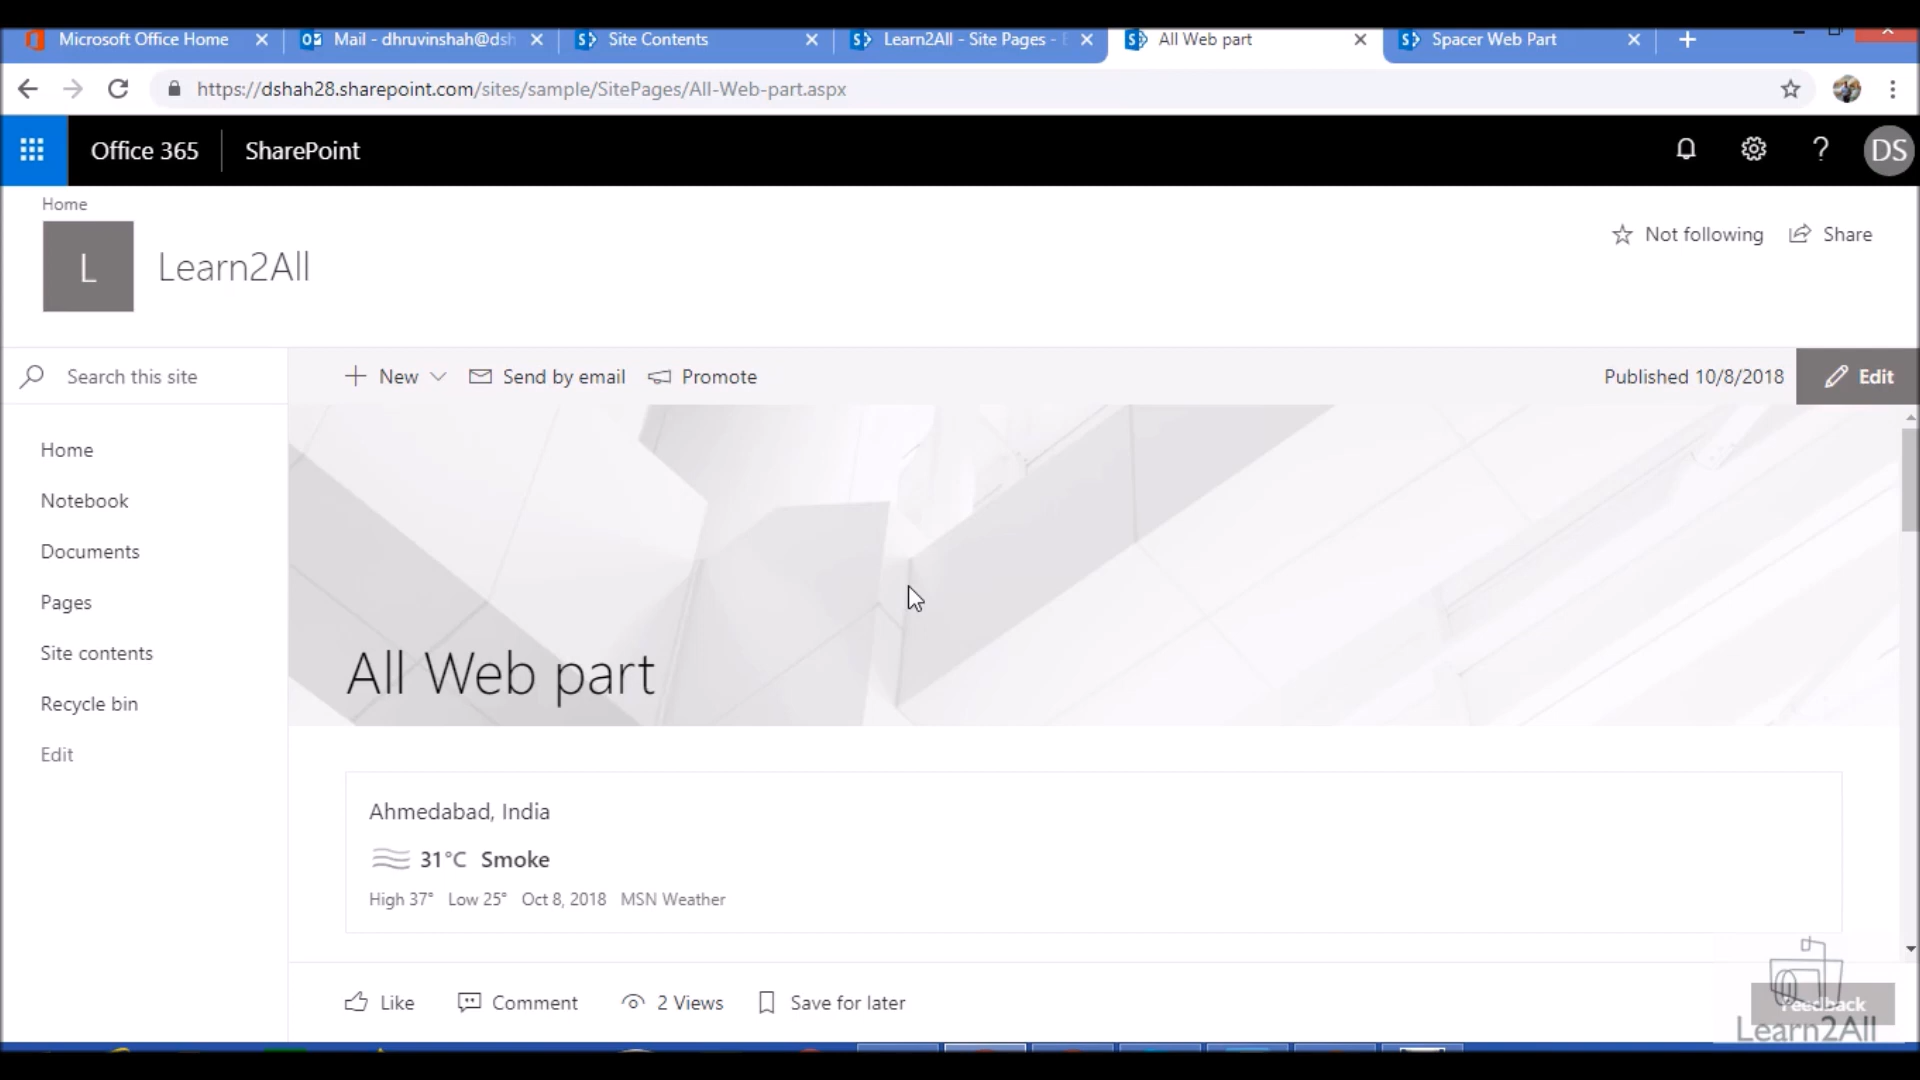 Microsoft Office Home
Mail - dhruvinshah@dsh
Site Contents
Learn2All - Site Pages -
All Web part
Spacer Web Part
https://dshah28.sharepoint.com/sites/sample/SitePages/All-Web-part.aspx
Office 365
SharePoint
DS
Home
L
Learn2All
Not following
Share
Search this site
New
Send by email
Promote
Published 10/8/2018
Edit
Home
Notebook
Documents
Pages
Site contents
Recycle bin
Edit
All Web part
Ahmedabad, India
31°C Smoke
High 37° Low 25° Oct 8, 2018 MSN Weather
Like
Comment
2 Views
Save for later
Feedback
Learn2All